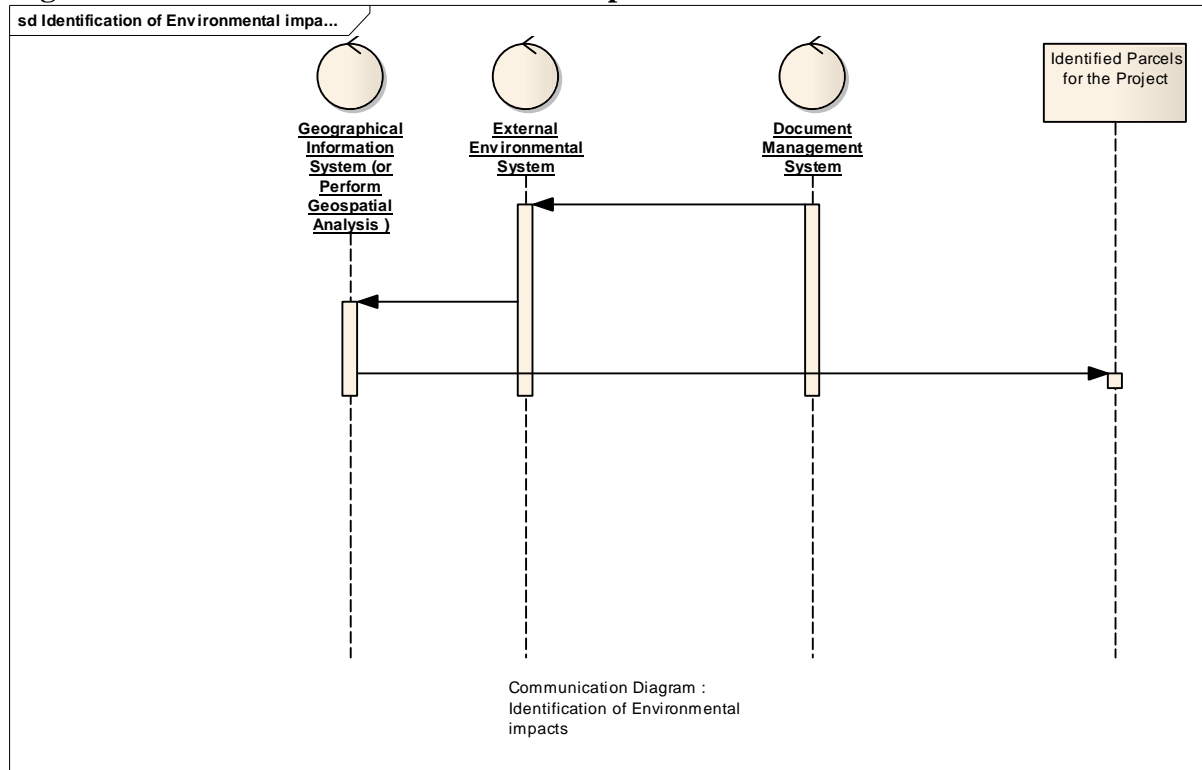 sd Identification of Environmental impa...
Geographical
Information
System (or
Perform
Geospatial
Analysis )
External
Environmental
System
Document
Management
System
Identified Parcels
for the Project
Communication Diagram :
Identification of Environmental
impacts